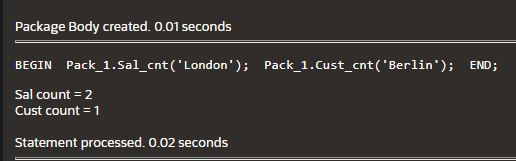 Package Body created. 0.01 seconds
BEGIN  Pack_1.Sal_cnt('London');  Pack_1.Cust_cnt('Berlin');  END;
Sal count = 2
Cust count = 1
Statement processed. 0.02 seconds